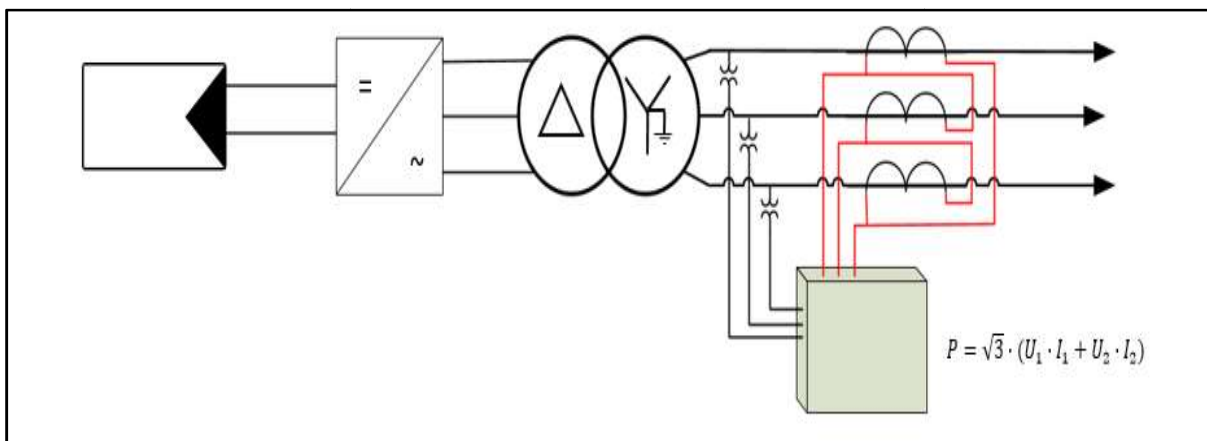 =
~
Δ
P = √3 · (U₁ · I₁ + U₂ · I₂)